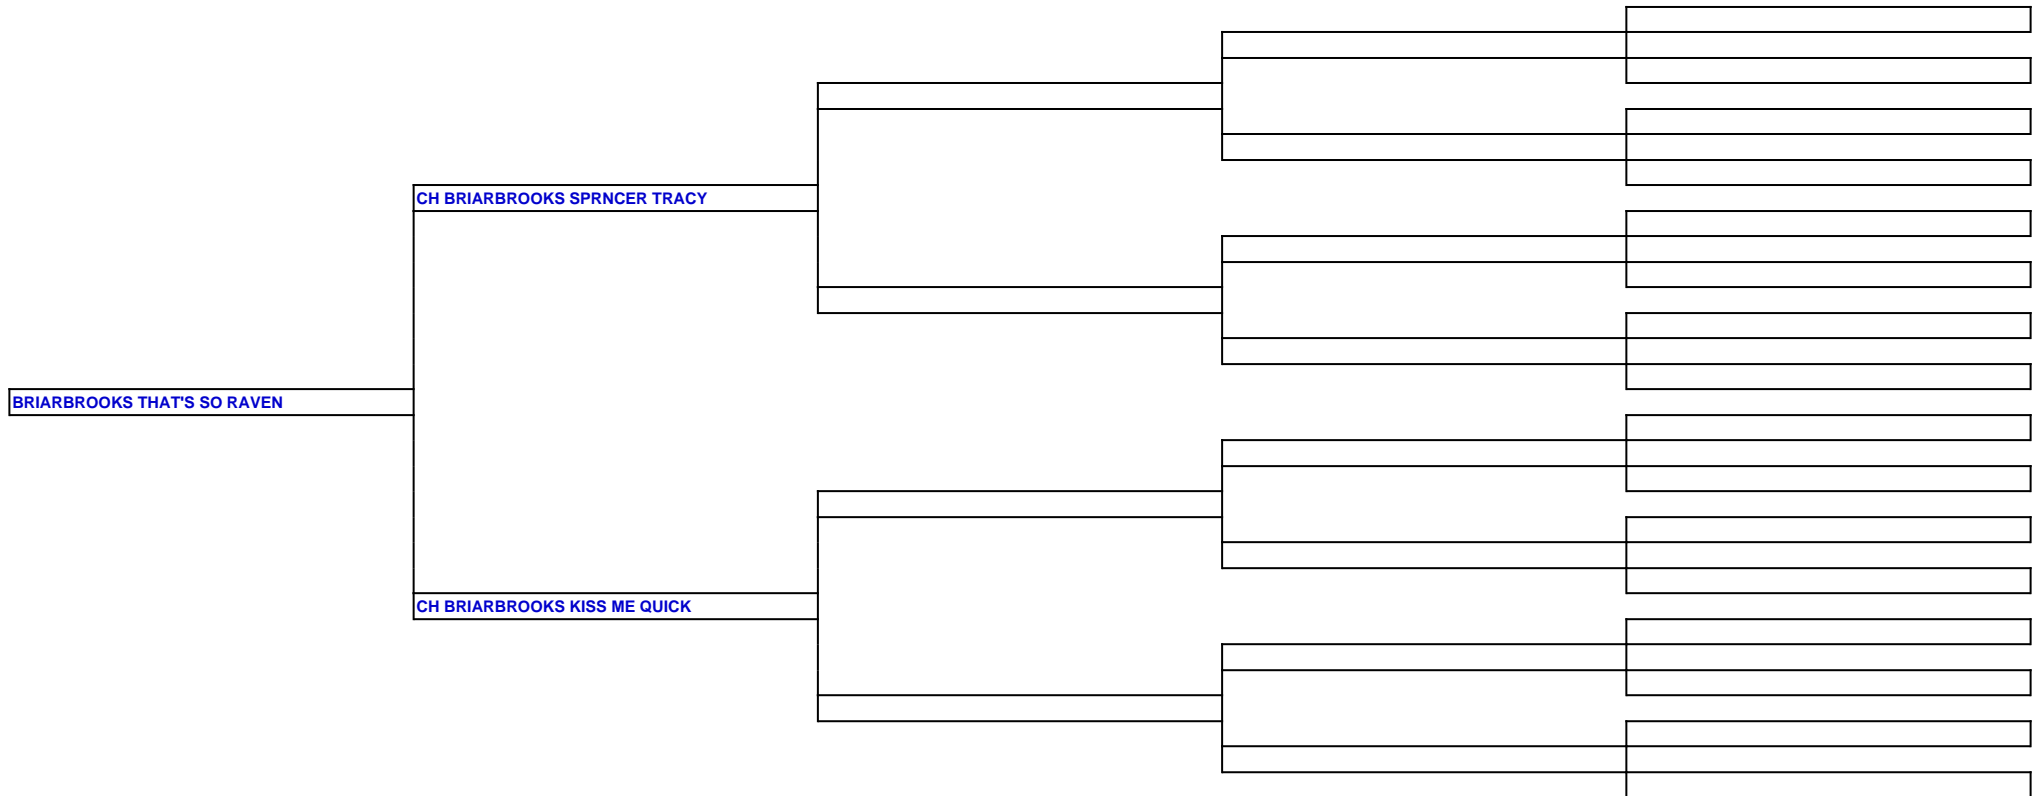 CH BRIARBROOKS SPRNCER TRACY
BRIARBROOKS THAT'S SO RAVEN
CH BRIARBROOKS KISS ME QUICK